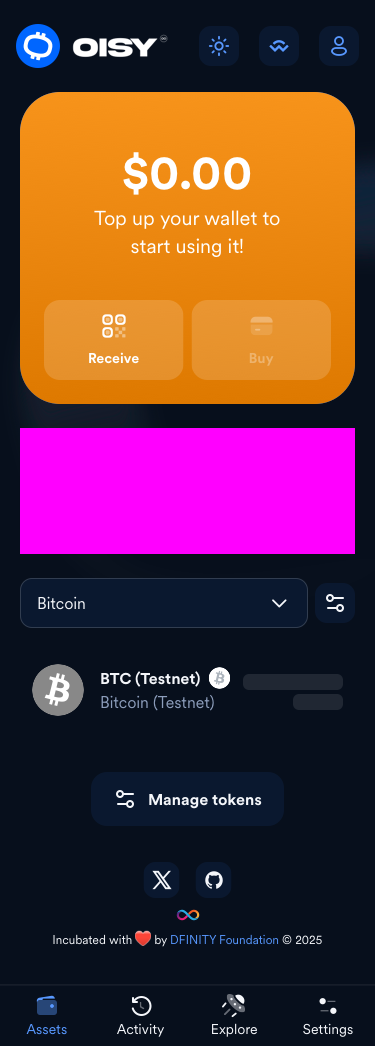 OISY
$0.00
Top up your wallet to
start using it!
Receive
Buy
Bitcoin
BTC (Testnet)
Bitcoin (Testnet)
Manage tokens
Incubated with ❤️ by DFINITY Foundation © 2025
Assets
Activity
Explore
Settings